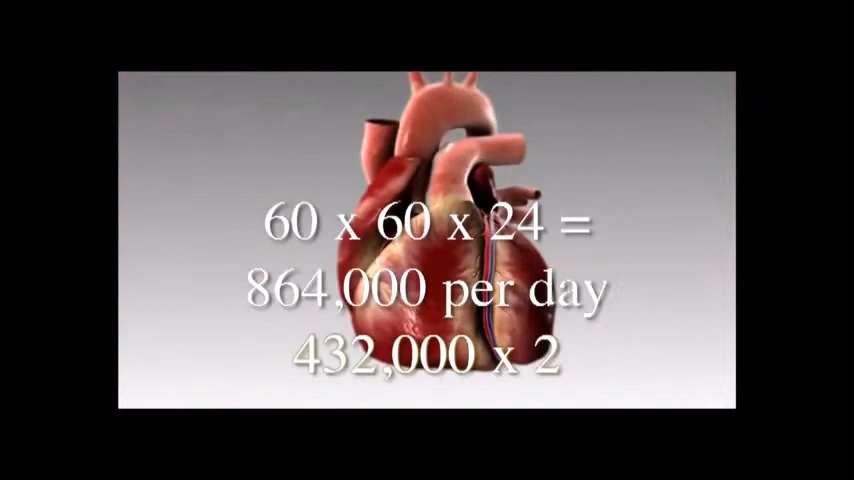 60 x 60 x 24 =
864,000 per day
432,000 x 2